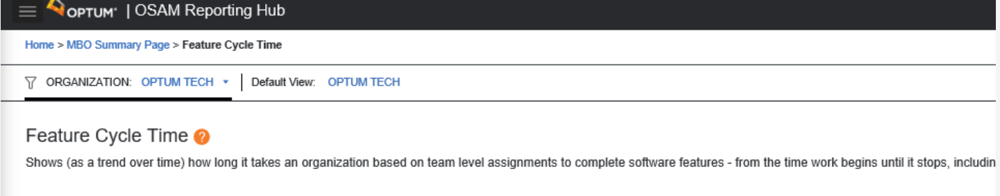 OPTUM® | OSAM Reporting Hub
Home > MBO Summary Page > Feature Cycle Time
ORGANIZATION: OPTUM TECH Default View: OPTUM TECH
Feature Cycle Time ?
Shows (as a trend over time) how long it takes an organization based on team level assignments to complete software features - from the time work begins until it stops, includin